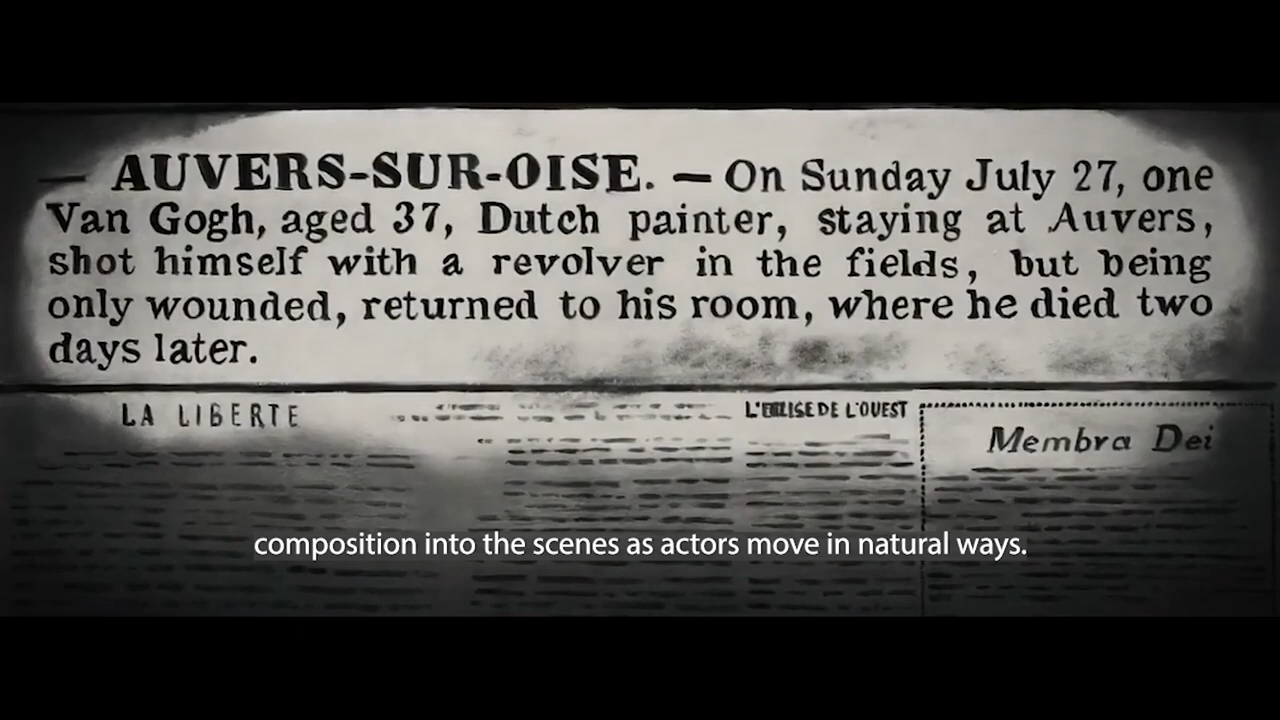 — AUVERS-SUR-OISE. — On Sunday July 27, one
Van Gogh, aged 37, Dutch painter, staying at Auvers,
shot himself with a revolver in the fields, but being
only wounded, returned to his room, where he died two
days later.
LA LIBERTE
DE L'OUEST
Membra Dei
composition into the scenes as actors move in natural ways.